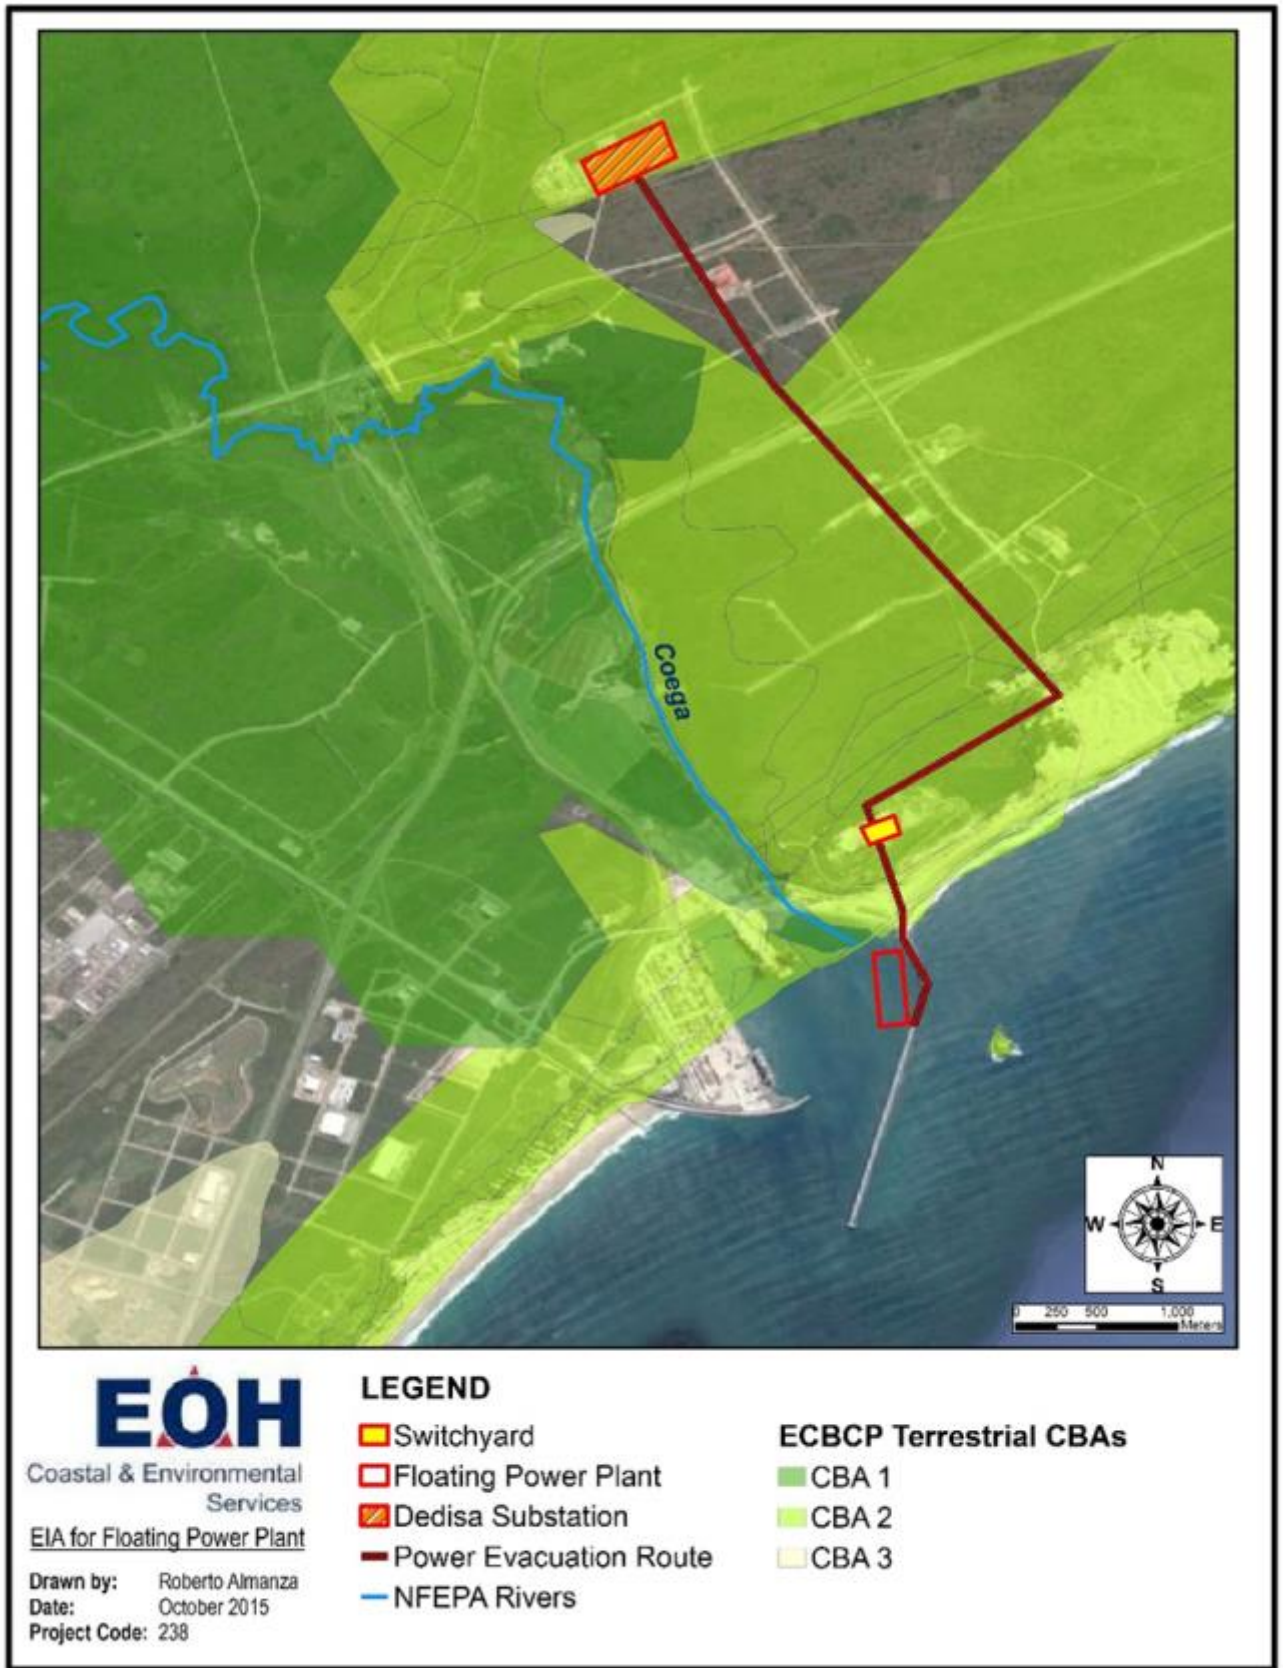 Coega
N
W
E
S
0 250 500 1,000
Meters
EOH
Coastal & Environmental
Services
EIA for Floating Power Plant
Drawn by: Roberto Almanza
Date: October 2015
Project Code: 238
LEGEND
Switchyard
Floating Power Plant
Dedisa Substation
Power Evacuation Route
NFEPA Rivers
ECBCP Terrestrial CBAs
CBA 1
CBA 2
CBA 3